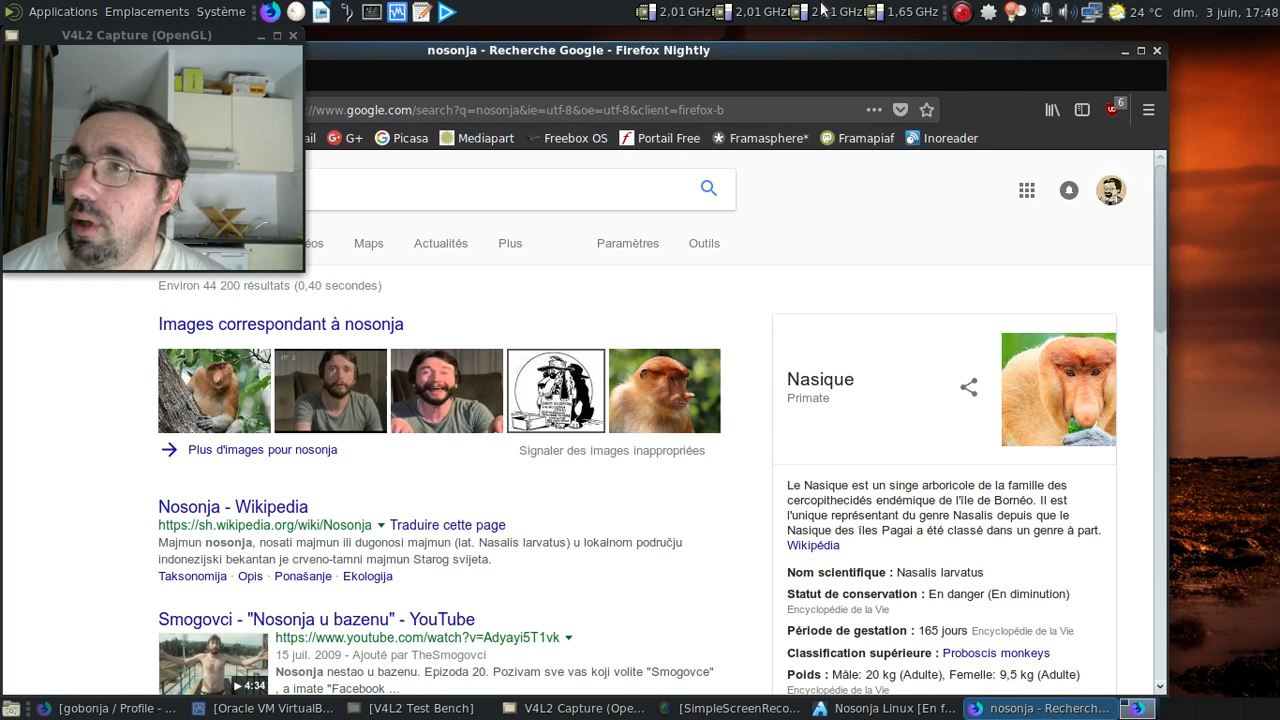 Applications Emplacements Système
2,01 GHz 2,01 GHz 1,65 GHz 24 °C dim. 3 juin, 17:48
V4L2 Capture (OpenGL)
nosonja - Recherche Google - Firefox Nightly
://www.google.com/search?q=nosonja&ie=utf-8&oe=utf-8&client=firefox-b
6
ail G+ Picasa Mediapart Freebox OS Portail Free Framasphere* Framapiaf Inoreader
éos Maps Actualités Plus Paramètres Outils
Environ 44 200 résultats (0,40 secondes)
Images correspondant à nosonja
Plus d'images pour nosonja
Signaler des images inappropriées
Nosonja - Wikipedia
https://sh.wikipedia.org/wiki/Nosonja Traduire cette page
Majmun nosonja, nosati majmun ili dugonosi majmun (lat. Nasalis larvatus) u lokalnom području
indonezijski bekantan je crveno-tamni majmun Starog svijeta.
Taksonomija · Opis · Ponašanje · Ekologija
Smogovci - "Nosonja u bazenu" - YouTube
https://www.youtube.com/watch?v=Adyayi5T1vk
15 juil. 2009 - Ajouté par TheSmogovci
Nosonja nestao u bazenu. Epizoda 20. Pozivam sve vas koji volite "Smogovce"
, a imate "Facebook ...
4:34
Nasique
Primate
Le Nasique est un singe arboricole de la famille des
cercopithecidés endémique de l'île de Bornéo. Il est
l'unique représentant du genre Nasalis depuis que le
Nasique des îles Pagai a été classé dans un genre à part.
Wikipédia
Nom scientifique : Nasalis larvatus
Statut de conservation : En danger (En diminution)
Encyclopédie de la Vie
Période de gestation : 165 jours Encyclopédie de la Vie
Classification supérieure : Proboscis monkeys
Poids : Mâle: 20 kg (Adulte), Femelle: 9,5 kg (Adulte)
Encyclopédie de la Vie
[gobonja / Profile - ... [Oracle VM VirtualB... [V4L2 Test Bench] V4L2 Capture (Ope... [SimpleScreenReco... Nosonja Linux [En f... nosonja - Recherch...